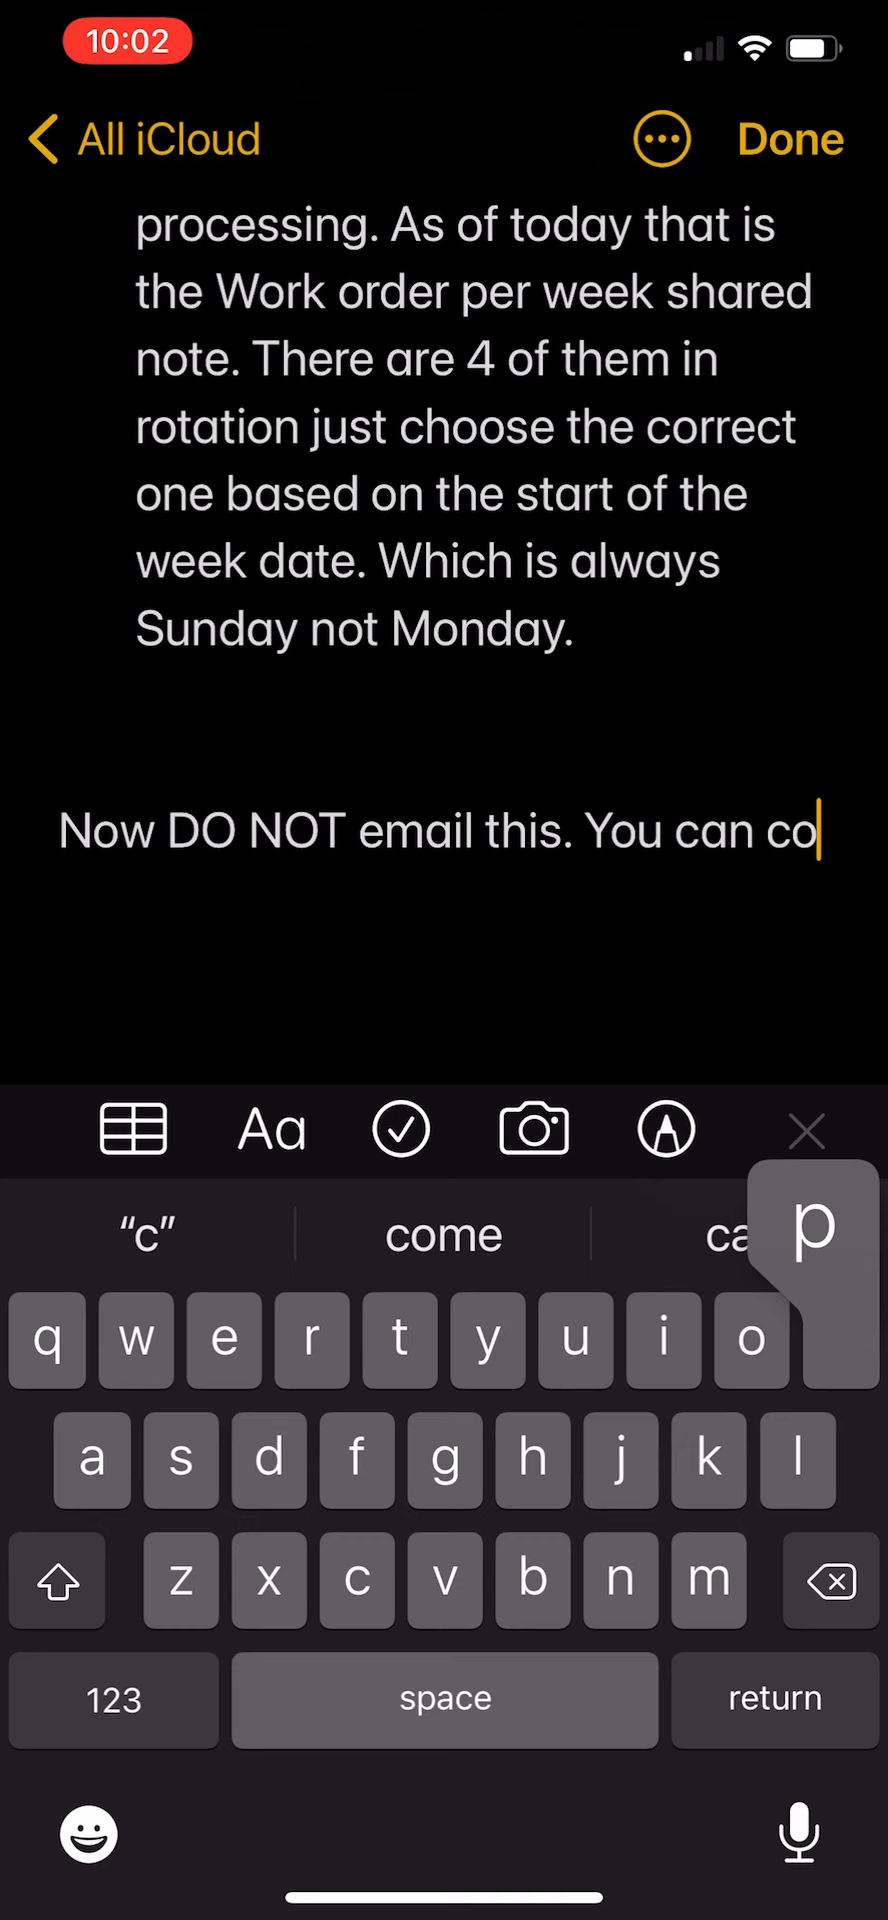 10:02
All iCloud
Done
processing. As of today that is
the Work order per week shared
note. There are 4 of them in
rotation just choose the correct
one based on the start of the
week date. Which is always
Sunday not Monday.
Now DO NOT email this. You can co
Aa
"c" come ca
p
q w e r t y u i o
a s d f g h j k l
z x c v b n m
123 space return